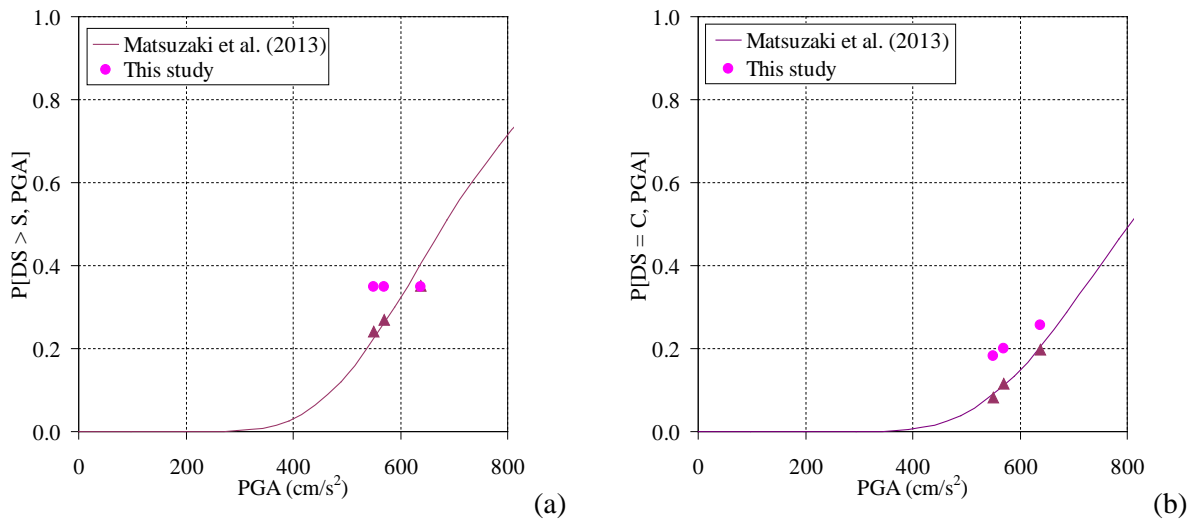 1.0
0.8
0.6
0.4
0.2
0.0
P[DS > S, PGA]
Matsuzaki et al. (2013)
This study
0 200 400 600 800
PGA (cm/s²)
(a)
1.0
0.8
0.6
0.4
0.2
0.0
P[DS = C, PGA]
Matsuzaki et al. (2013)
This study
0 200 400 600 800
PGA (cm/s²)
(b)